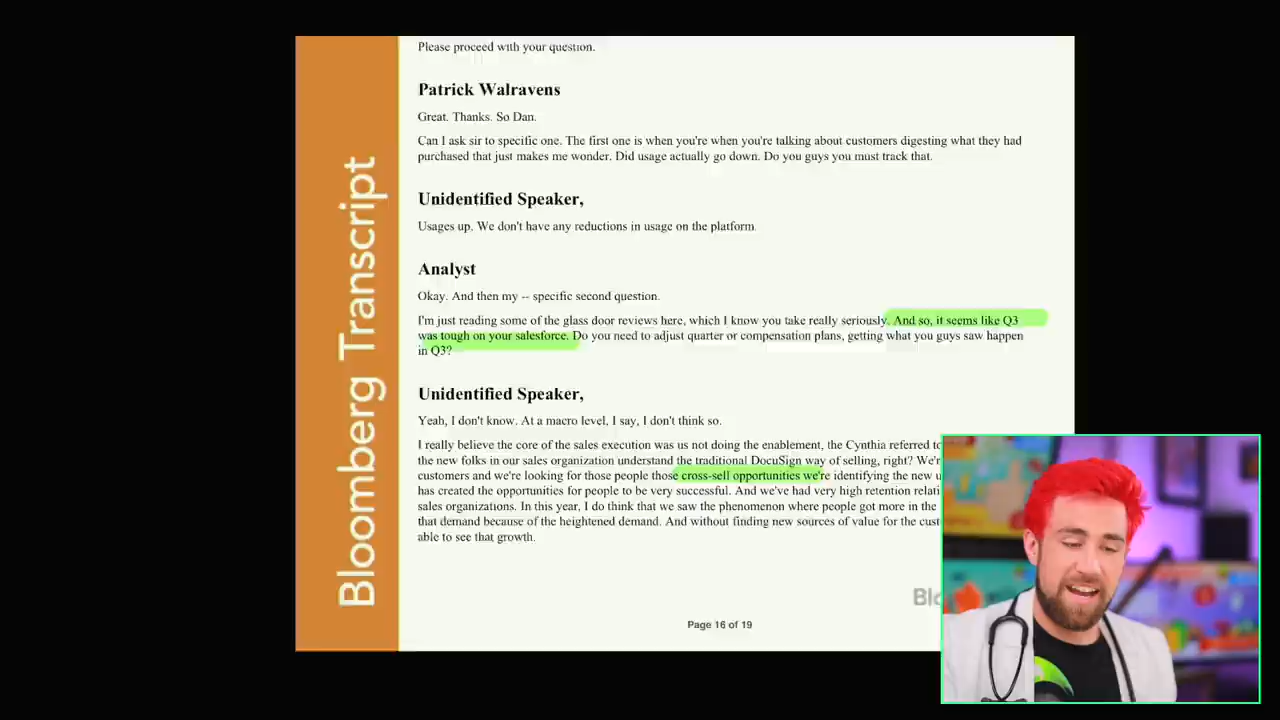 Bloomberg Transcript
Please proceed with your question.
Patrick Walravens
Great. Thanks. So Dan.
Can I ask sir to specific one. The first one is when you're when you're talking about customers digesting what they had
purchased that just makes me wonder. Did usage actually go down. Do you guys you must track that.
Unidentified Speaker,
Usages up. We don't have any reductions in usage on the platform.
Analyst
Okay. And then my -- specific second question.
I'm just reading some of the glass door reviews here, which I know you take really seriously. And so, it seems like Q3
was tough on your salesforce. Do you need to adjust quarter or compensation plans, getting what you guys saw happen
in Q3?
Unidentified Speaker,
Yeah, I don't know. At a macro level, I say, I don't think so.
I really believe the core of the sales execution was us not doing the enablement, the Cynthia referred to
the new folks in our sales organization understand the traditional DocuSign way of selling, right?
customers and we're looking for those people those cross-sell opportunities we're identifying the new
has created the opportunities for people to be very successful. And we've had very high retention
sales organizations. In this year, I do think that we saw the phenomenon where people got more in the
that demand because of the heightened demand. And without finding new sources of value for the
able to see that growth.
Page 16 of 19